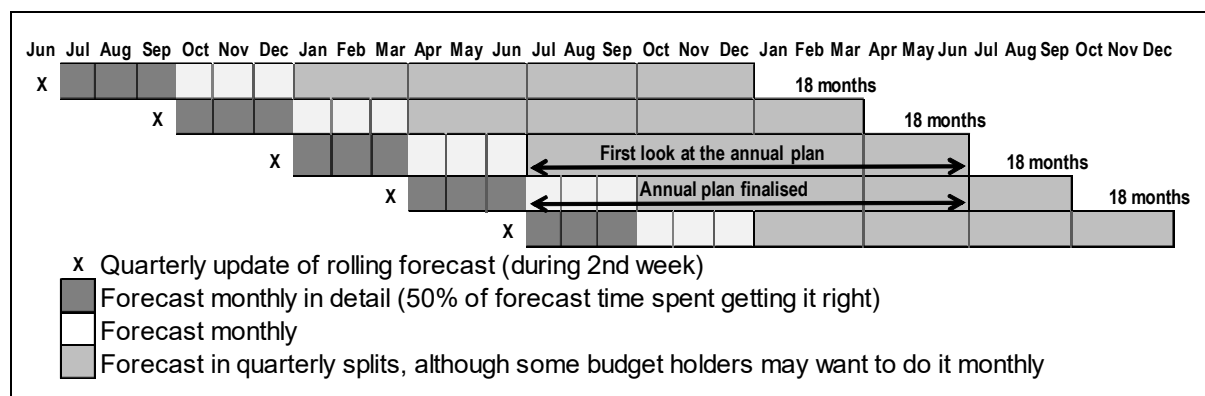 Jun Jul Aug Sep Oct Nov Dec Jan Feb Mar Apr May Jun Jul Aug Sep Oct Nov Dec Jan Feb Mar Apr May Jun Jul Aug Sep Oct Nov Dec
X 18 months
X 18 months
X First look at the annual plan 18 months
X Annual plan finalised 18 months
X
X Quarterly update of rolling forecast (during 2nd week)
Forecast monthly in detail (50% of forecast time spent getting it right)
Forecast monthly
Forecast in quarterly splits, although some budget holders may want to do it monthly